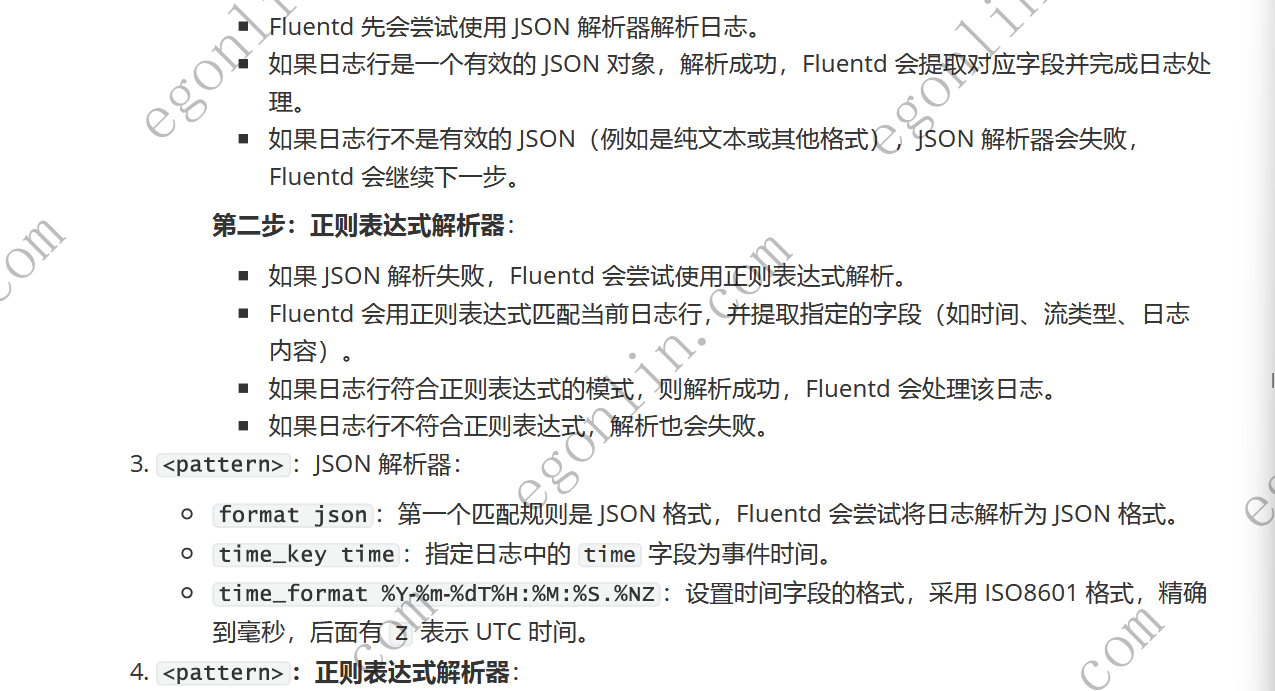 Fluentd 先会尝试使用 JSON 解析器解析日志。
如果日志行是一个有效的 JSON 对象，解析成功，Fluentd 会提取对应字段并完成日志处
理。
如果日志行不是有效的 JSON（例如是纯文本或其他格式），JSON 解析器会失败，
Fluentd 会继续下一步。
第二步：正则表达式解析器：
如果 JSON 解析失败，Fluentd 会尝试使用正则表达式解析。
Fluentd 会用正则表达式匹配当前日志行，并提取指定的字段（如时间、流类型、日志
内容）。
如果日志行符合正则表达式的模式，则解析成功，Fluentd 会处理该日志。
如果日志行不符合正则表达式，解析也会失败。
3. <pattern>：JSON 解析器：
format json：第一个匹配规则是 JSON 格式，Fluentd 会尝试将日志解析为 JSON 格式。
time_key time：指定日志中的 time 字段为事件时间。
time_format %Y-%m-%dT%H:%M:%S.%NZ：设置时间字段的格式，采用 ISO8601 格式，精确
到毫秒，后面有 Z 表示 UTC 时间。
4. <pattern>：正则表达式解析器：
egonlin
egonlin
com
egonlin.com
com
com
eg